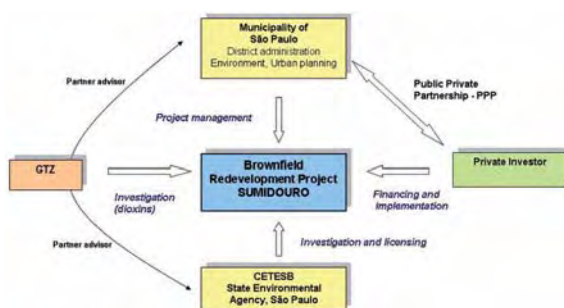 Municipality of
São Paulo
District administration
Environment, Urban planning
Partner advisor
Public Private
Partnership - PPP
Project management
GTZ
Brownfield
Redevelopment Project
SUMIDOURO
Private Investor
Investigation
(dioxins)
Financing and
implementation
Partner advisor
Investigation and licensing
CETESB
State Environmental
Agency, São Paulo